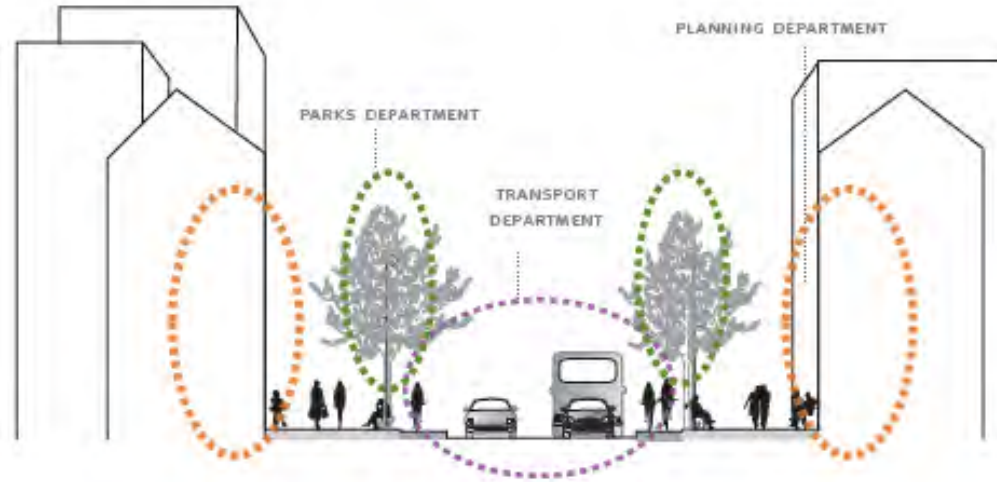 PLANNING DEPARTMENT
PARKS DEPARTMENT
TRANSPORT
DEPARTMENT